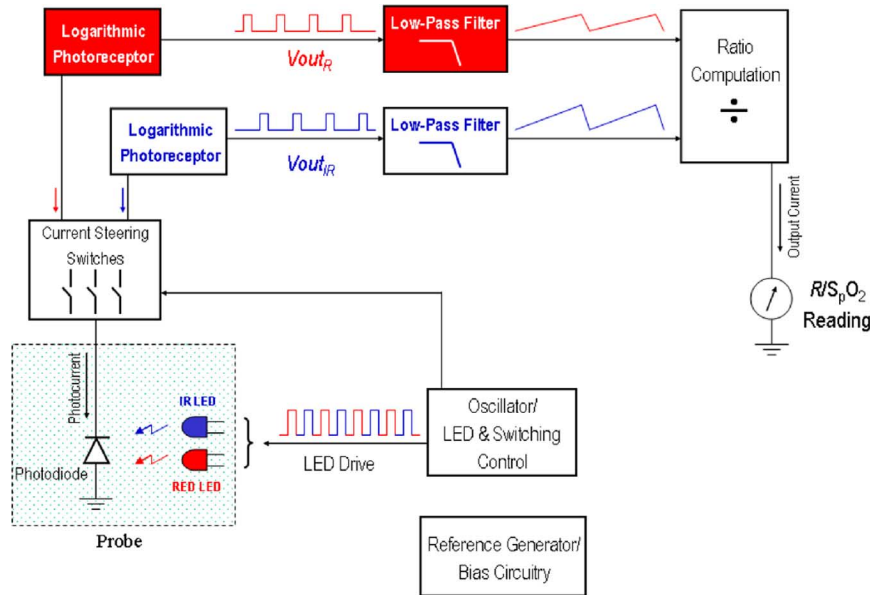 Logarithmic
Photoreceptor
Vout_R
Low-Pass Filter
Ratio
Computation
÷
Logarithmic
Photoreceptor
Vout_IR
Low-Pass Filter
Current Steering
Switches
Output Current
R/SpO2
Reading
Photocurrent
IR LED
Photodiode
RED LED
Probe
LED Drive
Oscillator/
LED & Switching
Control
Reference Generator/
Bias Circuitry